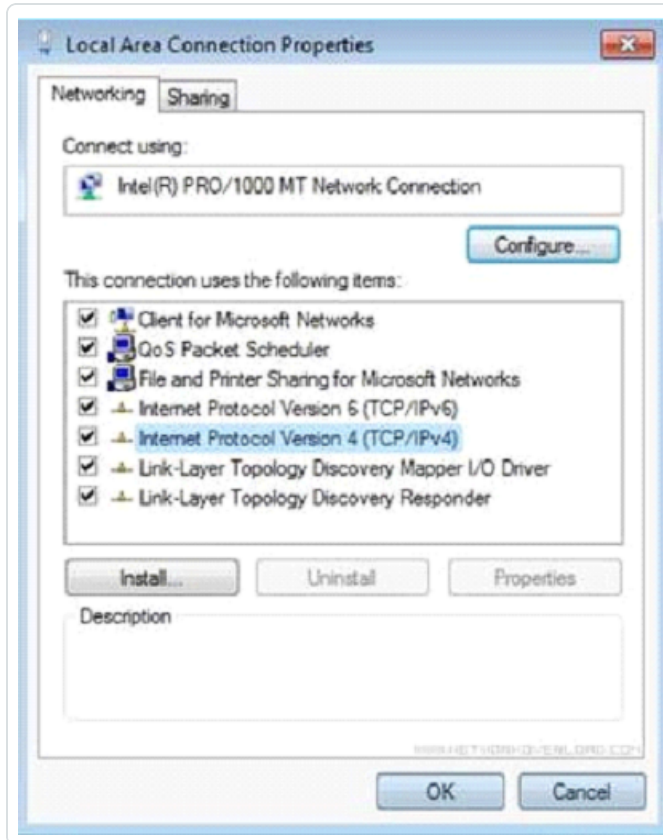 Local Area Connection Properties
Networking
Sharing
Connect using:
Intel(R) PRO/1000 MT Network Connection
Configure...
This connection uses the following items:
Client for Microsoft Networks
QoS Packet Scheduler
File and Printer Sharing for Microsoft Networks
Internet Protocol Version 6 (TCP/IPv6)
Internet Protocol Version 4 (TCP/IPv4)
Link-Layer Topology Discovery Mapper I/O Driver
Link-Layer Topology Discovery Responder
Install...
Uninstall
Properties
Description
WWW.NETWORKOVERLORD.COM
OK
Cancel